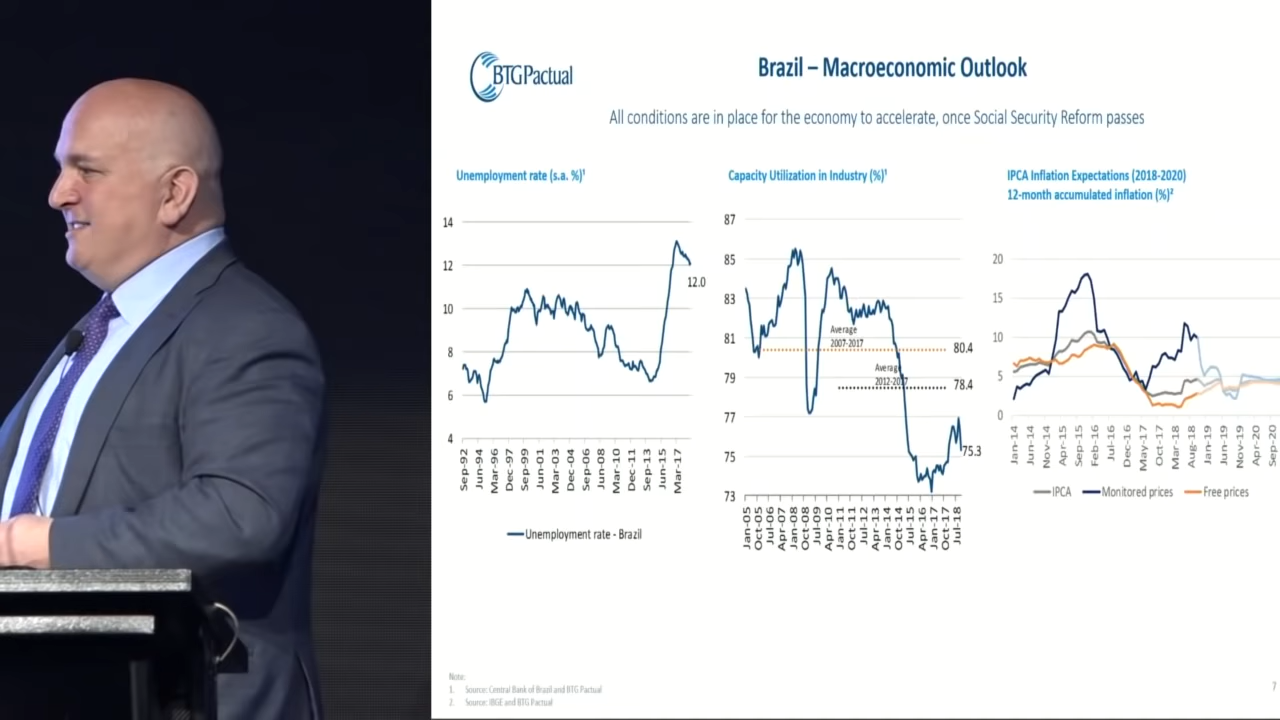 BTGPactual
Brazil – Macroeconomic Outlook
All conditions are in place for the economy to accelerate, once Social Security Reform passes
Unemployment rate (s.a. %)¹
14
12
10
8
6
4
12.0
Sep-92
Jun-94
Mar-96
Dec-97
Sep-99
Jun-01
Mar-03
Dec-04
Sep-06
Jun-08
Mar-10
Dec-11
Sep-13
Jun-15
Mar-17
Unemployment rate - Brazil
Capacity Utilization in Industry (%)¹
87
85
83
81
79
77
75
73
Average
2007-2017
80.4
Average
2012-2017
78.4
75.3
Jan-05
Oct-05
Jul-06
Apr-07
Jan-08
Oct-08
Jul-09
Apr-10
Jan-11
Oct-11
Jul-12
Apr-13
Jan-14
Oct-14
Jul-15
Apr-16
Jan-17
Oct-17
Jul-18
IPCA Inflation Expectations (2018-2020)
12-month accumulated inflation (%)²
20
15
10
5
0
Jan-14
Jun-14
Nov-14
Apr-15
Sep-15
Feb-16
Jul-16
Dec-16
May-17
Oct-17
Mar-18
Aug-18
Jan-19
Jun-19
Nov-19
Apr-20
Sep-20
IPCA
Monitored prices
Free prices
Note:
1. Source: Central Bank of Brazil and BTG Pactual
2. Source: IBGE and BTG Pactual
7